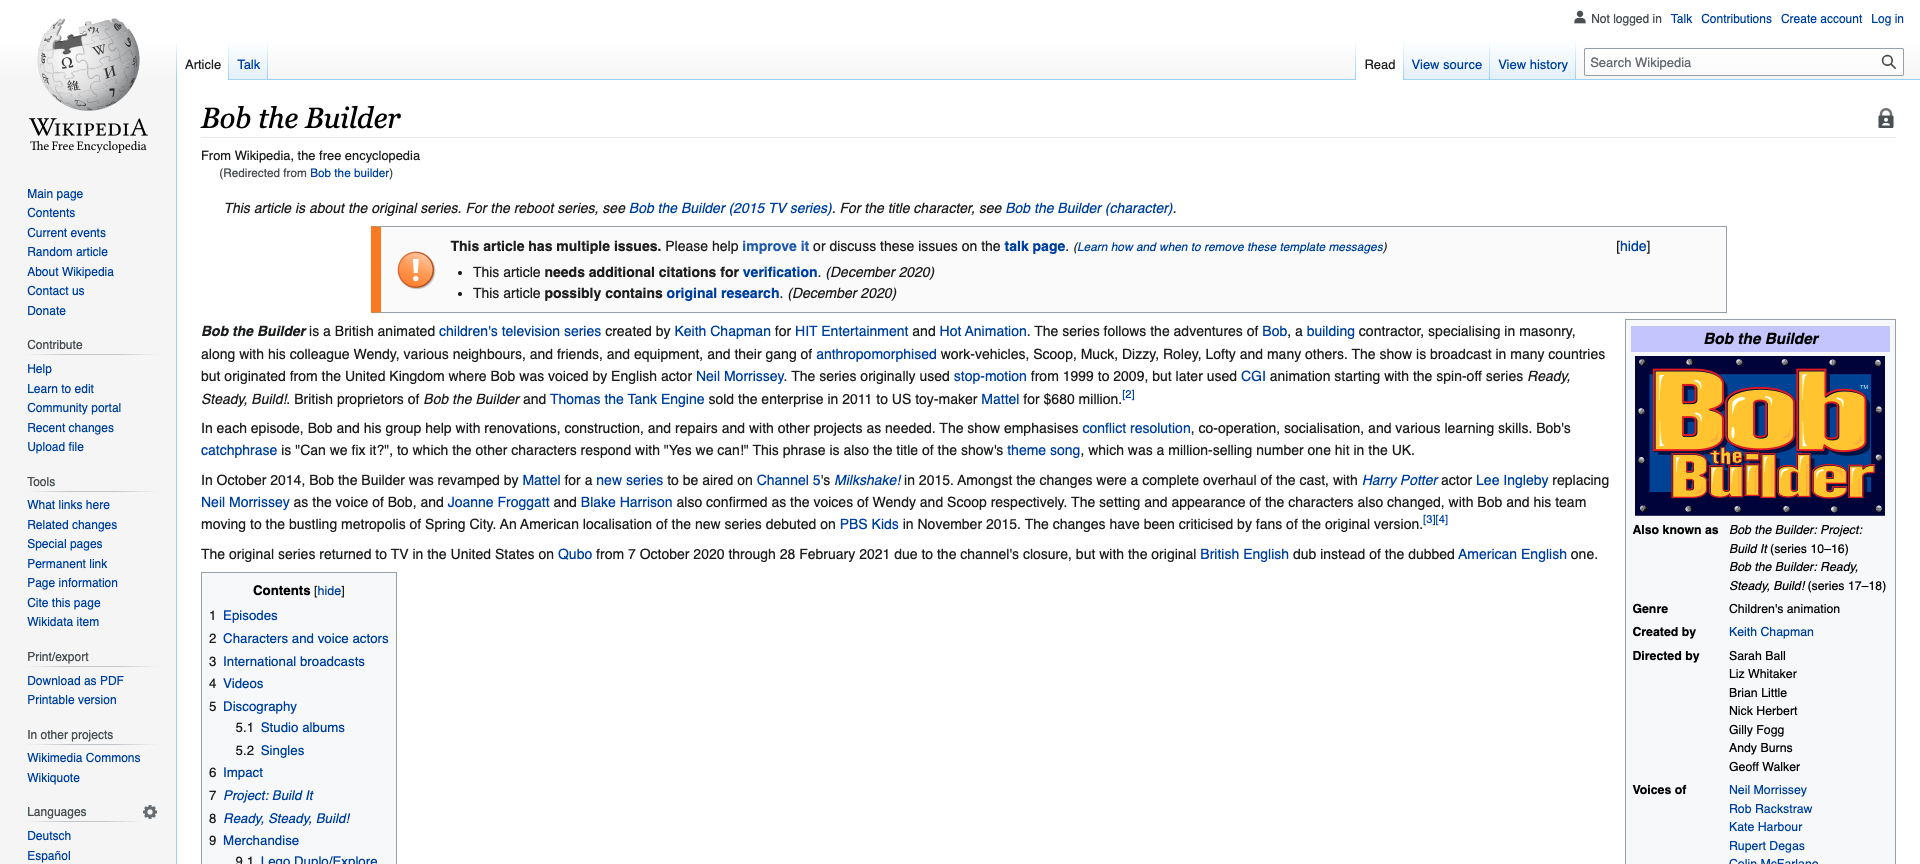 Not logged in Talk Contributions Create account Log in
Article Talk Read View source View history Search Wikipedia
WIKIPEDIA
The Free Encyclopedia
Main page
Contents
Current events
Random article
About Wikipedia
Contact us
Donate
Contribute
Help
Learn to edit
Community portal
Recent changes
Upload file
Tools
What links here
Related changes
Special pages
Permanent link
Page information
Cite this page
Wikidata item
Print/export
Download as PDF
Printable version
In other projects
Wikimedia Commons
Wikiquote
Languages
Deutsch
Español
Bob the Builder
From Wikipedia, the free encyclopedia
(Redirected from Bob the builder)
This article is about the original series. For the reboot series, see Bob the Builder (2015 TV series). For the title character, see Bob the Builder (character).
This article has multiple issues. Please help improve it or discuss these issues on the talk page. (Learn how and when to remove these template messages) [hide]
• This article needs additional citations for verification. (December 2020)
• This article possibly contains original research. (December 2020)
Bob the Builder is a British animated children's television series created by Keith Chapman for HIT Entertainment and Hot Animation. The series follows the adventures of Bob, a building contractor, specialising in masonry,
along with his colleague Wendy, various neighbours, and friends, and equipment, and their gang of anthropomorphised work-vehicles, Scoop, Muck, Dizzy, Roley, Lofty and many others. The show is broadcast in many countries
but originated from the United Kingdom where Bob was voiced by English actor Neil Morrissey. The series originally used stop-motion from 1999 to 2009, but later used CGI animation starting with the spin-off series Ready,
Steady, Build!. British proprietors of Bob the Builder and Thomas the Tank Engine sold the enterprise in 2011 to US toy-maker Mattel for $680 million.[2]
In each episode, Bob and his group help with renovations, construction, and repairs and with other projects as needed. The show emphasises conflict resolution, co-operation, socialisation, and various learning skills. Bob's
catchphrase is "Can we fix it?", to which the other characters respond with "Yes we can!" This phrase is also the title of the show's theme song, which was a million-selling number one hit in the UK.
In October 2014, Bob the Builder was revamped by Mattel for a new series to be aired on Channel 5's Milkshake! in 2015. Amongst the changes were a complete overhaul of the cast, with Harry Potter actor Lee Ingleby replacing
Neil Morrissey as the voice of Bob, and Joanne Froggatt and Blake Harrison also confirmed as the voices of Wendy and Scoop respectively. The setting and appearance of the characters also changed, with Bob and his team
moving to the bustling metropolis of Spring City. An American localisation of the new series debuted on PBS Kids in November 2015. The changes have been criticised by fans of the original version.[3][4]
The original series returned to TV in the United States on Qubo from 7 October 2020 through 28 February 2021 due to the channel's closure, but with the original British English dub instead of the dubbed American English one.
Contents [hide]
1 Episodes
2 Characters and voice actors
3 International broadcasts
4 Videos
5 Discography
5.1 Studio albums
5.2 Singles
6 Impact
7 Project: Build It
8 Ready, Steady, Build!
9 Merchandise
9.1 Lego Duplo/Explore
Bob the Builder
Bob
the
Builder
TM
Also known as Bob the Builder: Project:
Build It (series 10–16)
Bob the Builder: Ready,
Steady, Build! (series 17–18)
Genre Children's animation
Created by Keith Chapman
Directed by Sarah Ball
Liz Whitaker
Brian Little
Nick Herbert
Gilly Fogg
Andy Burns
Geoff Walker
Voices of Neil Morrissey
Rob Rackstraw
Kate Harbour
Rupert Degas
Colin McFarlane